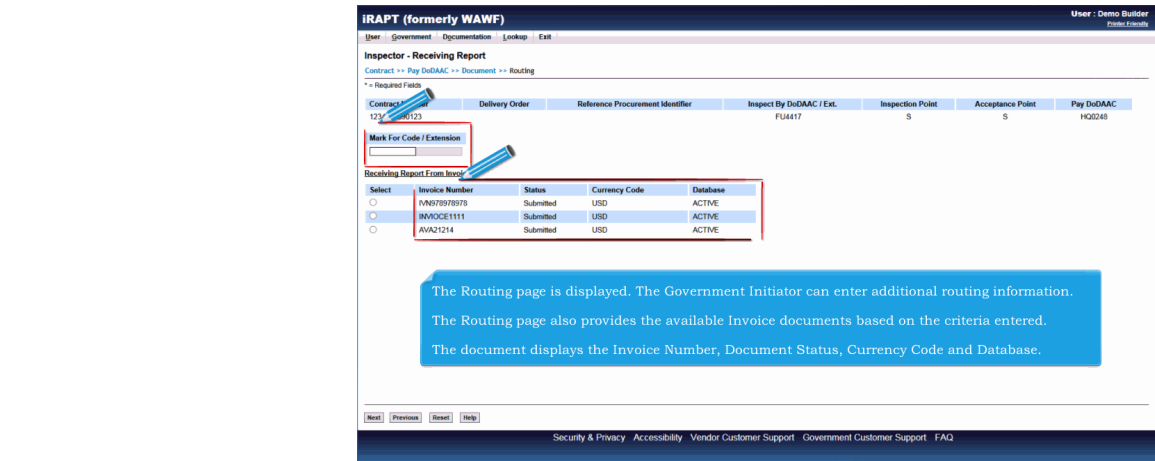 iRAPT (formerly WAWF)
User : Demo Builder
Printer Friendly
User Government Documentation Lookup Exit
Inspector - Receiving Report
Contract >> Pay DoDAAC >> Document >> Routing
* = Required Fields
Contract Delivery Order Reference Procurement Identifier Inspect By DoDAAC / Ext. Inspection Point Acceptance Point Pay DoDAAC
FU4417 S S HQ0248
Mark For Code / Extension
Receiving Report From
Select Invoice Number Status Currency Code Database
IVN978978978 Submitted USD ACTIVE
INVIOCE1111 Submitted USD ACTIVE
AVA21214 Submitted USD ACTIVE
The Routing page is displayed. The Government Initiator can enter additional routing information.
The Routing page also provides the available Invoice documents based on the criteria entered.
The document displays the Invoice Number, Document Status, Currency Code and Database.
Next Previous Reset Help
Security & Privacy Accessibility Vendor Customer Support Government Customer Support FAQ